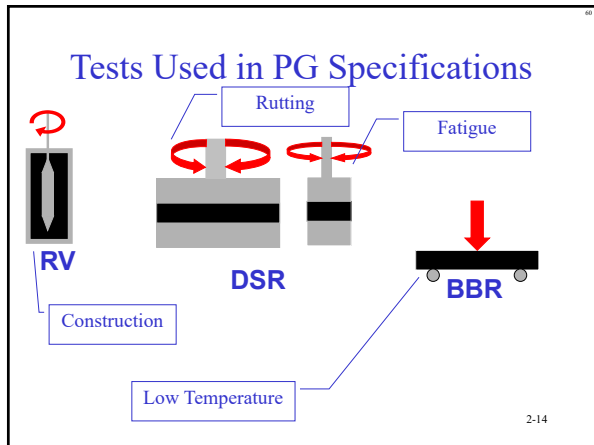 60
Tests Used in PG Specifications
Rutting
Fatigue
RV
DSR
BBR
Construction
Low Temperature
2-14